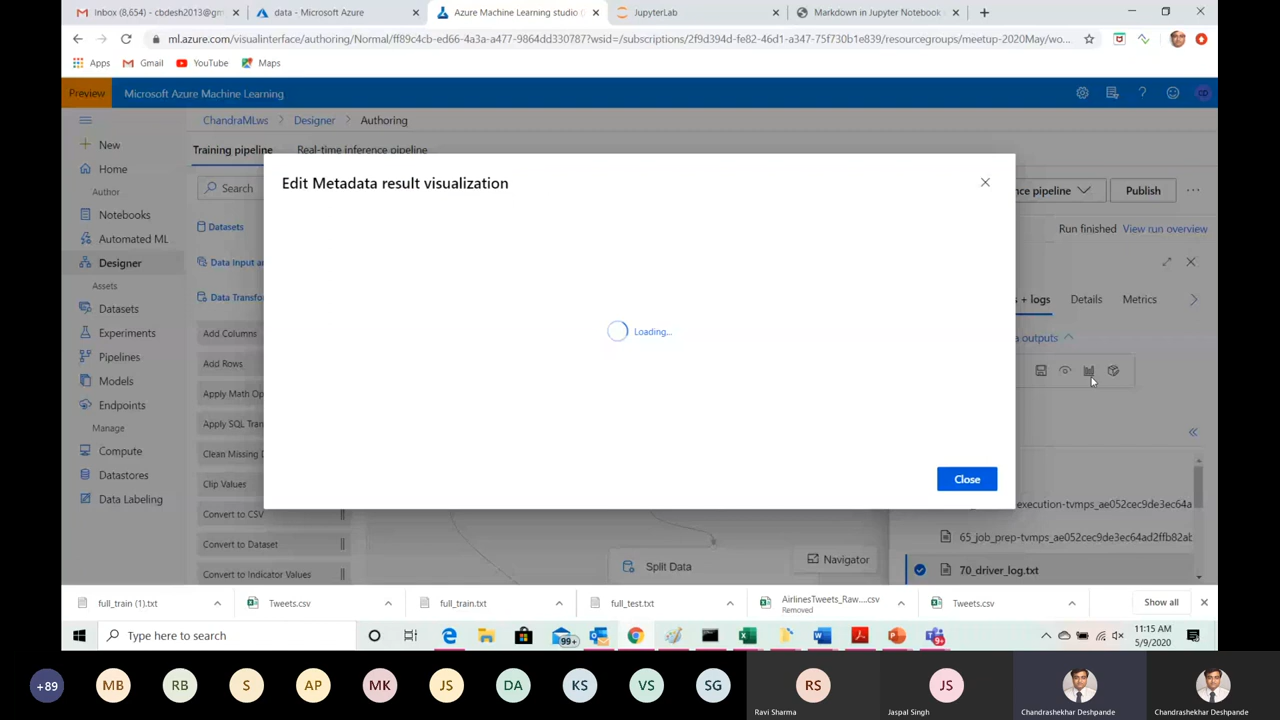 Inbox (8,654) - cbdesh2013@gm
data - Microsoft Azure
Azure Machine Learning studio (
JupyterLab
Markdown in Jupyter Notebook
ml.azure.com/visualinterface/authoring/Normal/ff89c4cb-ed66-4a3a-a477-9864dd330787?wsid=/subscriptions/2f9d394d-fe82-46d1-a347-75f730b1e839/resourcegroups/meetup-2020May/wo...
Apps
Gmail
YouTube
Maps
Preview
Microsoft Azure Machine Learning
CD
ChandraMLws
Designer
Authoring
New
Home
Author
Notebooks
Automated ML
Designer
Assets
Datasets
Experiments
Pipelines
Models
Endpoints
Manage
Compute
Datastores
Data Labeling
Training pipeline
Real-time inference pipeline
Search
Datasets
Data Input an
Data Transfo
Add Columns
Add Rows
Apply Math Op
Apply SQL Tran
Clean Missing D
Clip Values
Convert to CSV
Convert to Dataset
Convert to Indicator Values
Edit Metadata result visualization
Loading...
Close
nce pipeline
Publish
Run finished
View run overview
+ logs
Details
Metrics
a outputs
execution-tvmps_ae052cec9de3ec64a
65_job_prep-tvmps_ae052cec9de3ec64ad2ffb82ab
70_driver_log.txt
Split Data
Navigator
full_train (1).txt
Tweets.csv
full_train.txt
full_test.txt
AirlinesTweets_Raw....csv
Removed
Tweets.csv
Show all
Type here to search
99+
9+
11:15 AM
5/9/2020
+89
MB
RB
S
AP
MK
JS
DA
KS
VS
SG
RS
Ravi Sharma
JS
Jaspal Singh
Chandrashekhar Deshpande
Chandrashekhar Deshpande